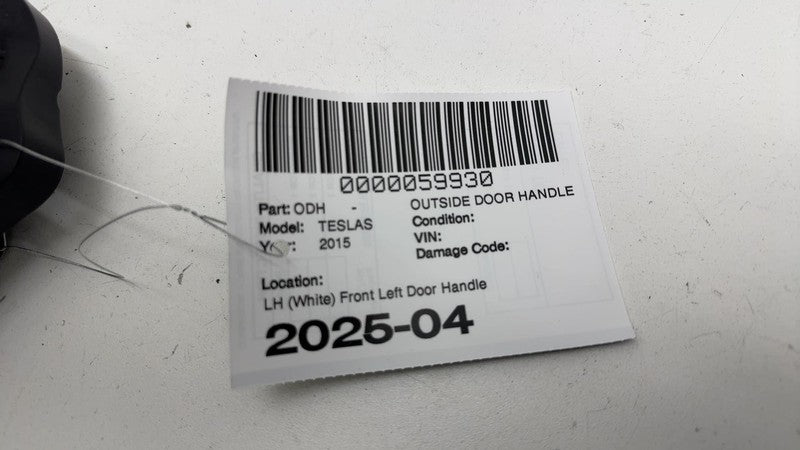 0000059930
Part: ODH - OUTSIDE DOOR HANDLE
Model: TESLAS Condition:
Year: 2015 VIN:
Damage Code:
Location:
LH (White) Front Left Door Handle
2025-04